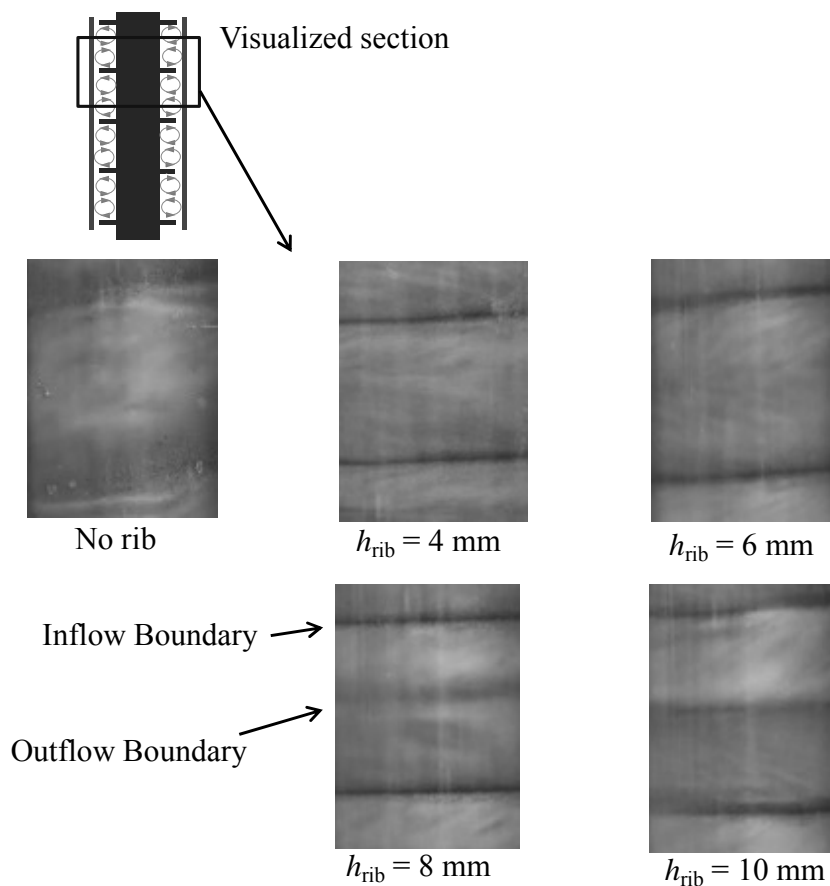 Visualized section
No rib
h_rib = 4 mm
h_rib = 6 mm
Inflow Boundary
Outflow Boundary
h_rib = 8 mm
h_rib = 10 mm